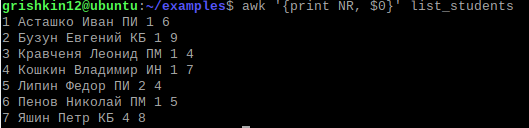 grishkin12@ubuntu:~/examples$ awk '{print NR, $0}' list_students
1 Асташко Иван ПИ 1 6
2 Бузун Евгений КБ 1 9
3 Кравченя Леонид ПМ 1 4
4 Кошкин Владимир ИН 1 7
5 Липин Федор ПИ 2 4
6 Пенов Николай ПМ 1 5
7 Яшин Петр КБ 4 8